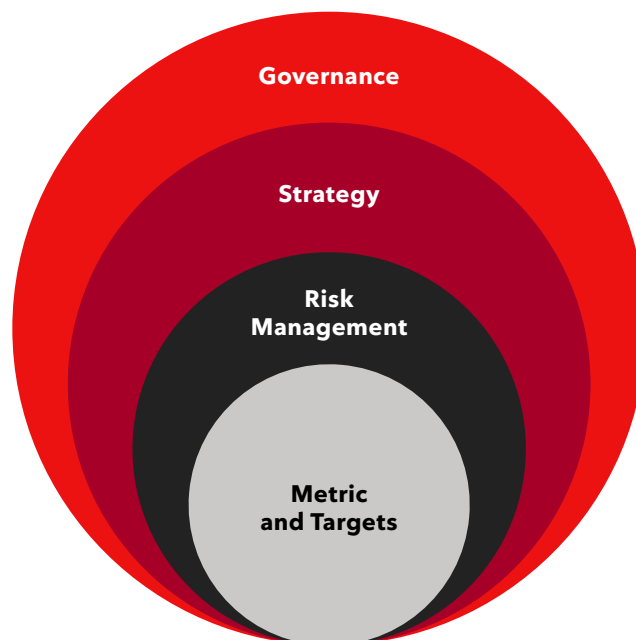 Governance
Strategy
Risk
Management
Metric
and Targets